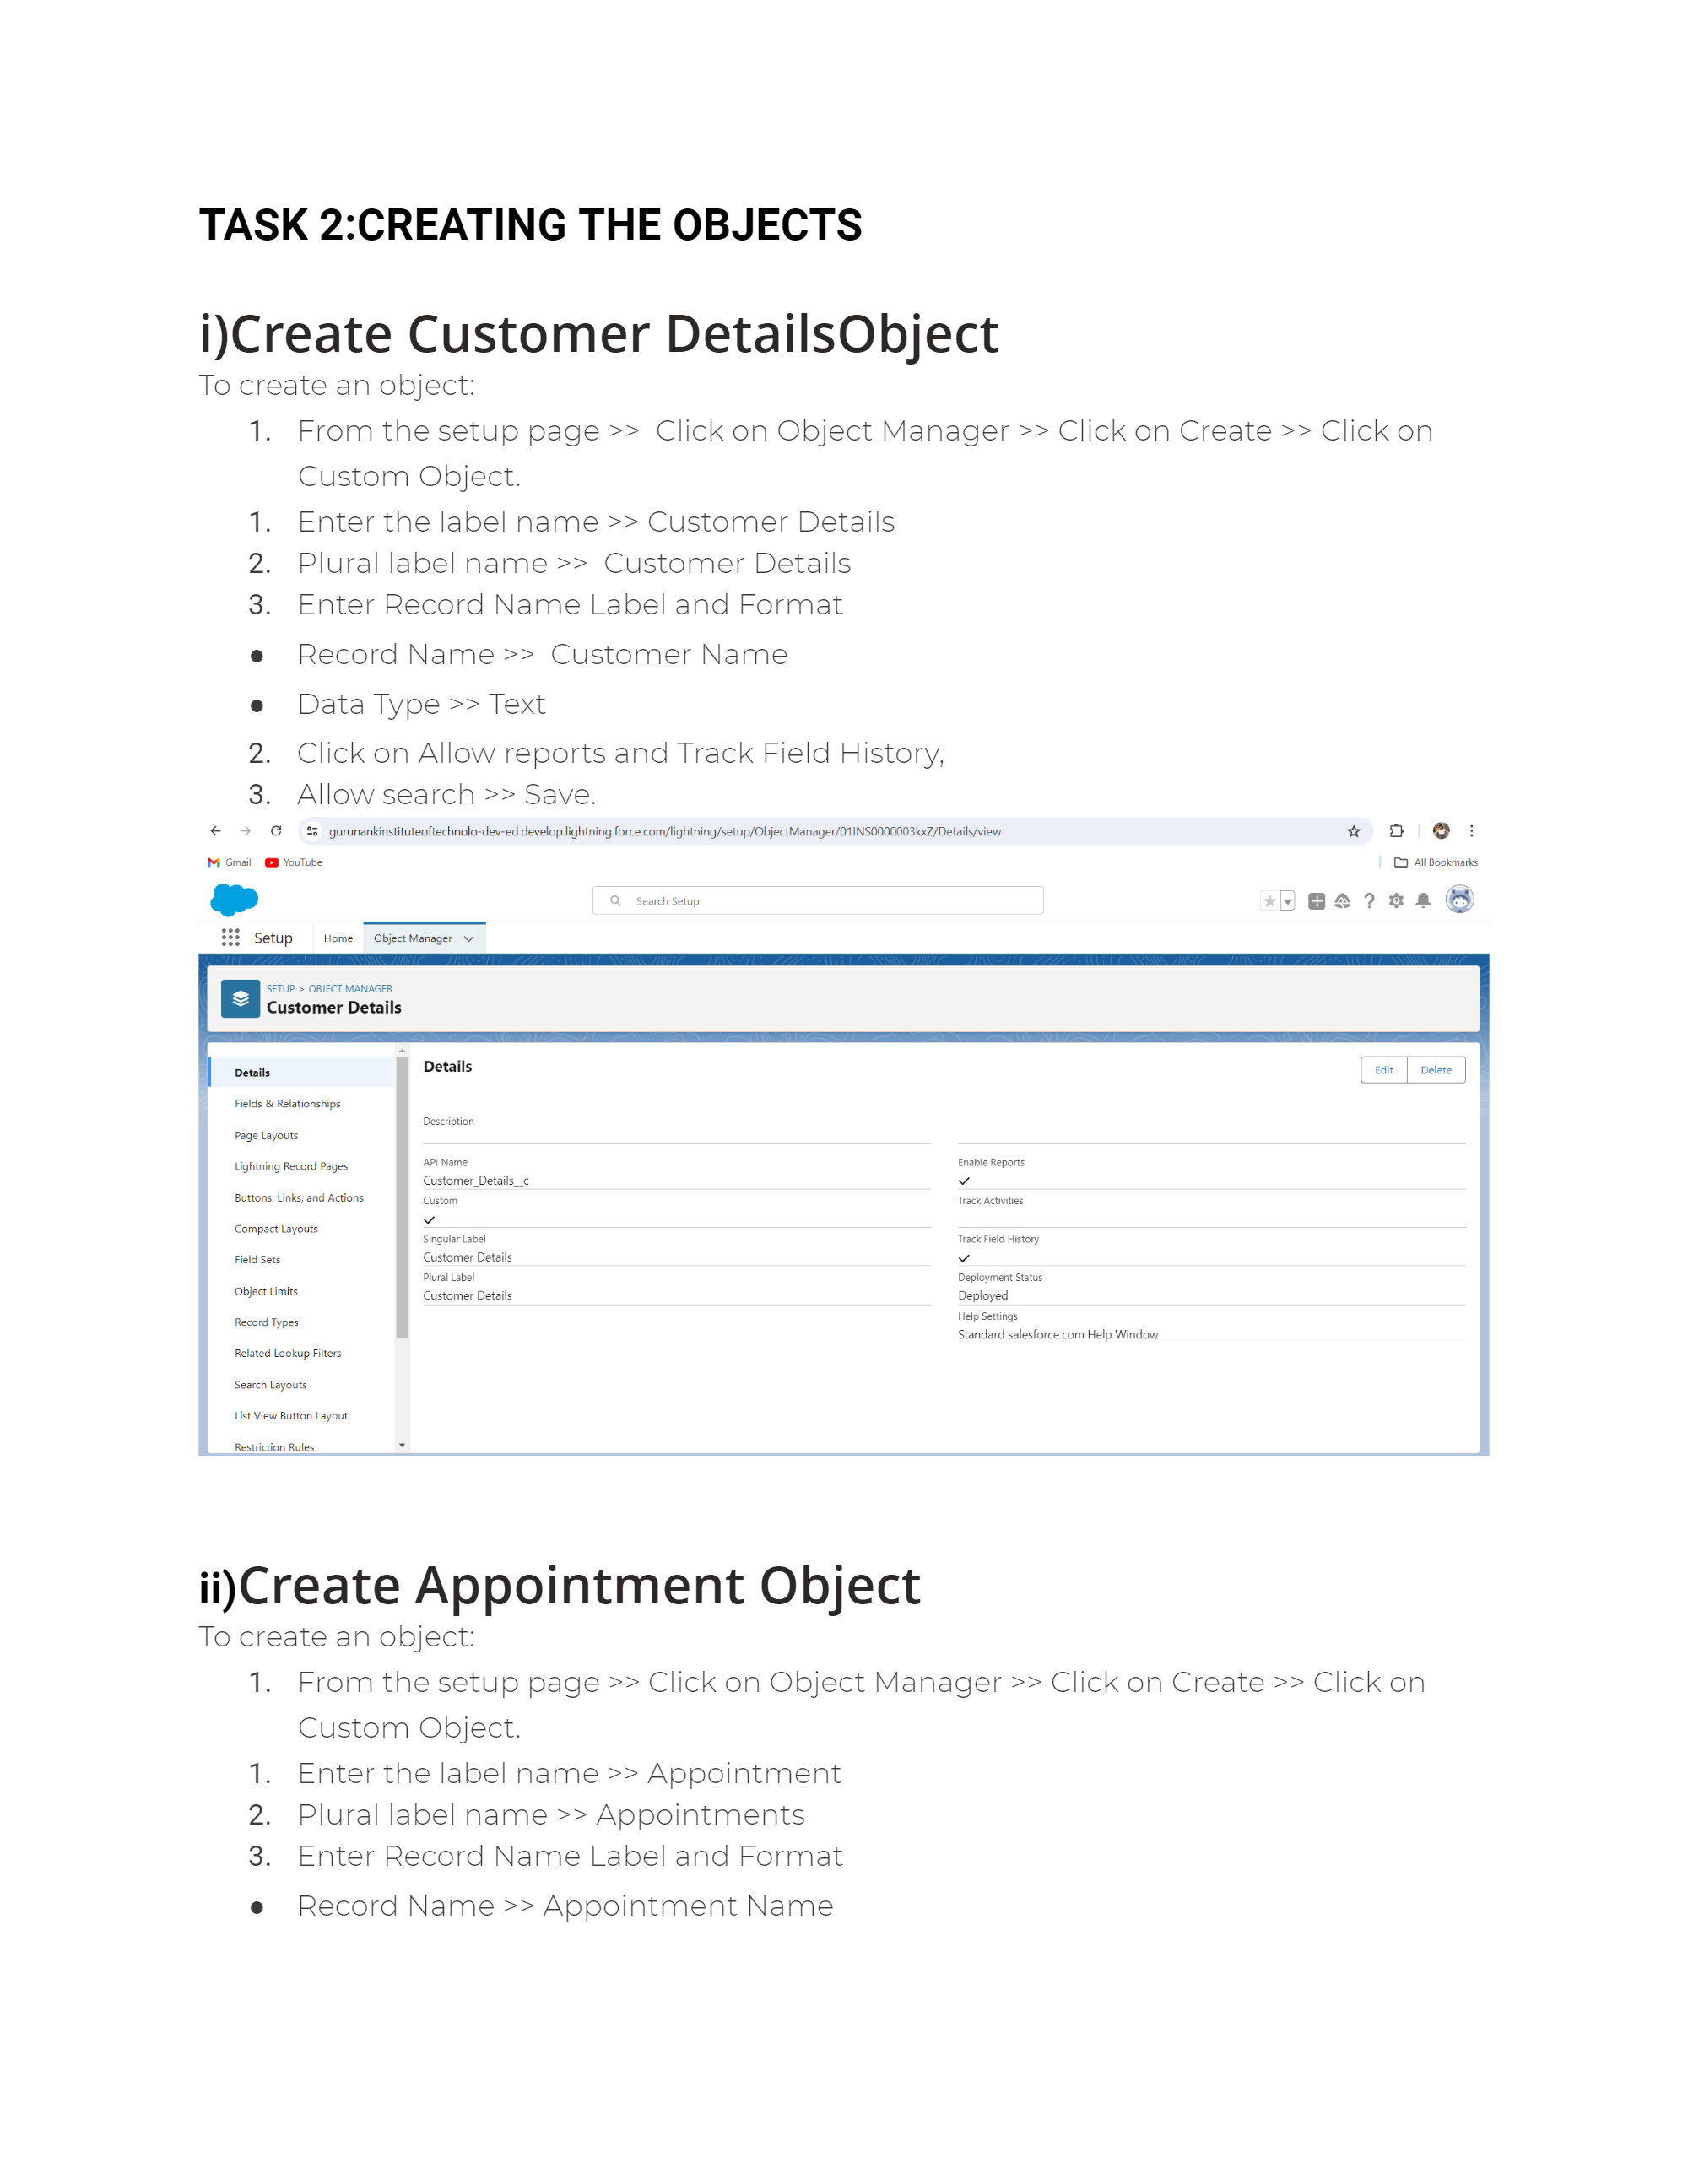 TASK 2:CREATING THE OBJECTS
i)Create Customer DetailsObject
To create an object:
1. From the setup page >>  Click on Object Manager >> Click on Create >> Click on
Custom Object.
1. Enter the label name >> Customer Details
2. Plural label name >>  Customer Details
3. Enter Record Name Label and Format
● Record Name >>  Customer Name
● Data Type >> Text
2. Click on Allow reports and Track Field History,
3. Allow search >> Save.
gurunankinstituteoftechnolo-dev-ed.develop.lightning.force.com/lightning/setup/ObjectManager/01INS0000003kxZ/Details/view
Gmail YouTube All Bookmarks
Search Setup
Setup Home Object Manager
SETUP > OBJECT MANAGER
Customer Details
Details
Fields & Relationships
Page Layouts
Lightning Record Pages
Buttons, Links, and Actions
Compact Layouts
Field Sets
Object Limits
Record Types
Related Lookup Filters
Search Layouts
List View Button Layout
Restriction Rules
Details Edit Delete
Description
API Name Enable Reports
Customer_Details__c
Custom Track Activities
Singular Label Track Field History
Customer Details
Plural Label Deployment Status
Customer Details Deployed
Help Settings
Standard salesforce.com Help Window
ii)Create Appointment Object
To create an object:
1. From the setup page >> Click on Object Manager >> Click on Create >> Click on
Custom Object.
1. Enter the label name >> Appointment
2. Plural label name >> Appointments
3. Enter Record Name Label and Format
● Record Name >> Appointment Name